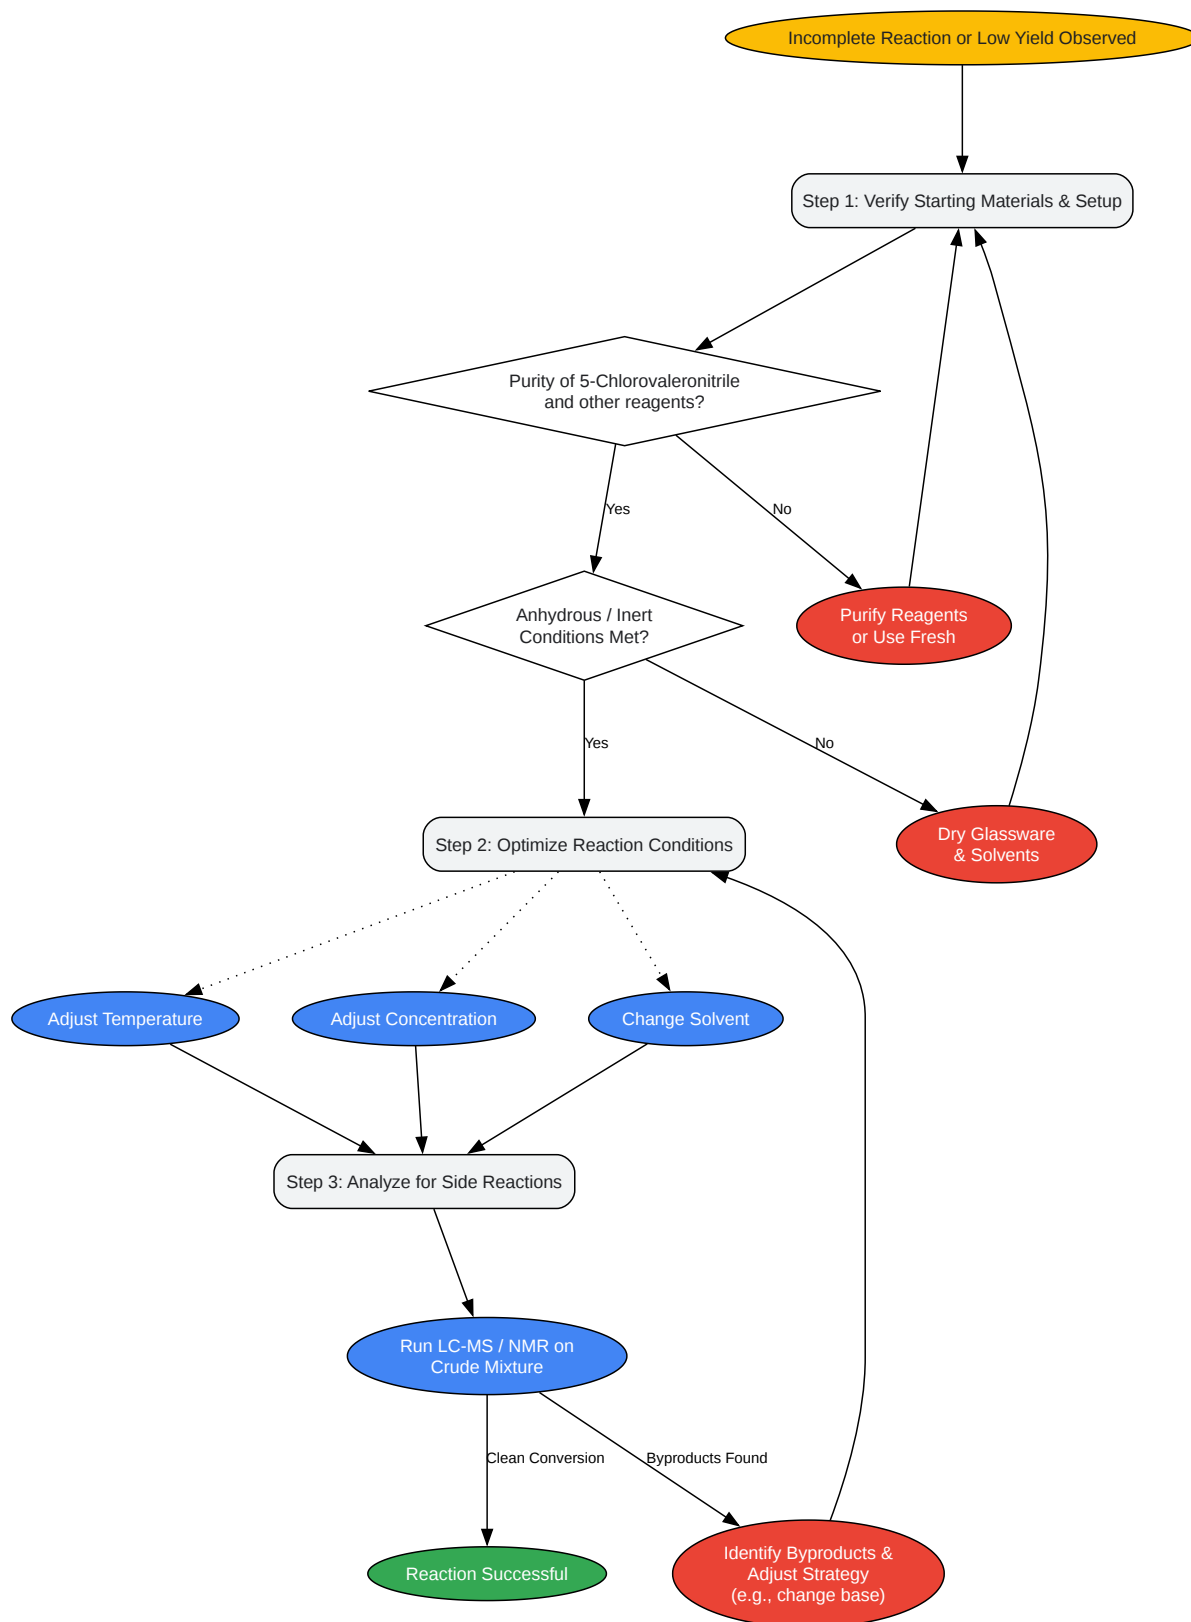 Incomplete Reaction or Low Yield Observed
Step 1: Verify Starting Materials & Setup
Purity of 5-Chlorovaleronitrile
and other reagents?
Yes
No
Anhydrous / Inert
Conditions Met?
Purify Reagents
or Use Fresh
Yes
No
Step 2: Optimize Reaction Conditions
Dry Glassware
& Solvents
Adjust Temperature
Adjust Concentration
Change Solvent
Step 3: Analyze for Side Reactions
Run LC-MS / NMR on
Crude Mixture
Clean Conversion
Byproducts Found
Reaction Successful
Identify Byproducts &
Adjust Strategy
(e.g., change base)